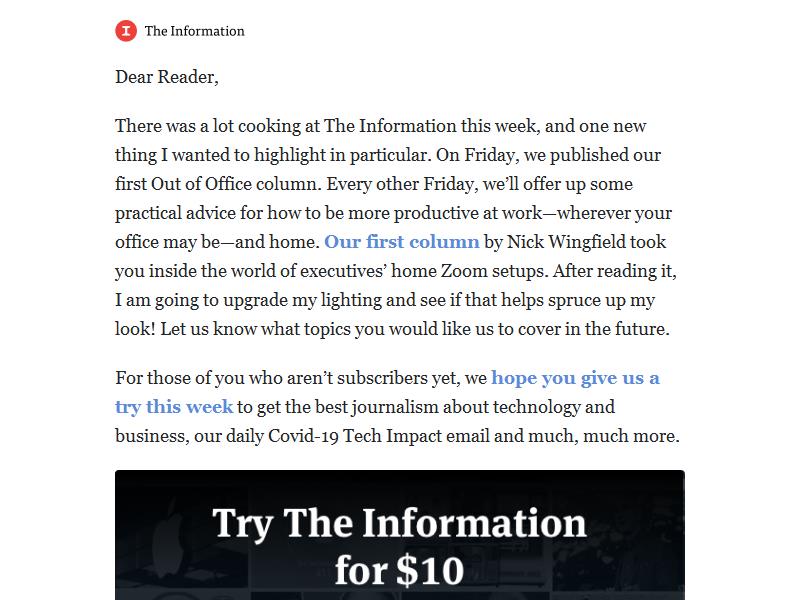 The Information
Dear Reader,
There was a lot cooking at The Information this week, and one new
thing I wanted to highlight in particular. On Friday, we published our
first Out of Office column. Every other Friday, we’ll offer up some
practical advice for how to be more productive at work—wherever your
office may be—and home. Our first column by Nick Wingfield took
you inside the world of executives’ home Zoom setups. After reading it,
I am going to upgrade my lighting and see if that helps spruce up my
look! Let us know what topics you would like us to cover in the future.
For those of you who aren’t subscribers yet, we hope you give us a
try this week to get the best journalism about technology and
business, our daily Covid-19 Tech Impact email and much, much more.
Try The Information
for $10